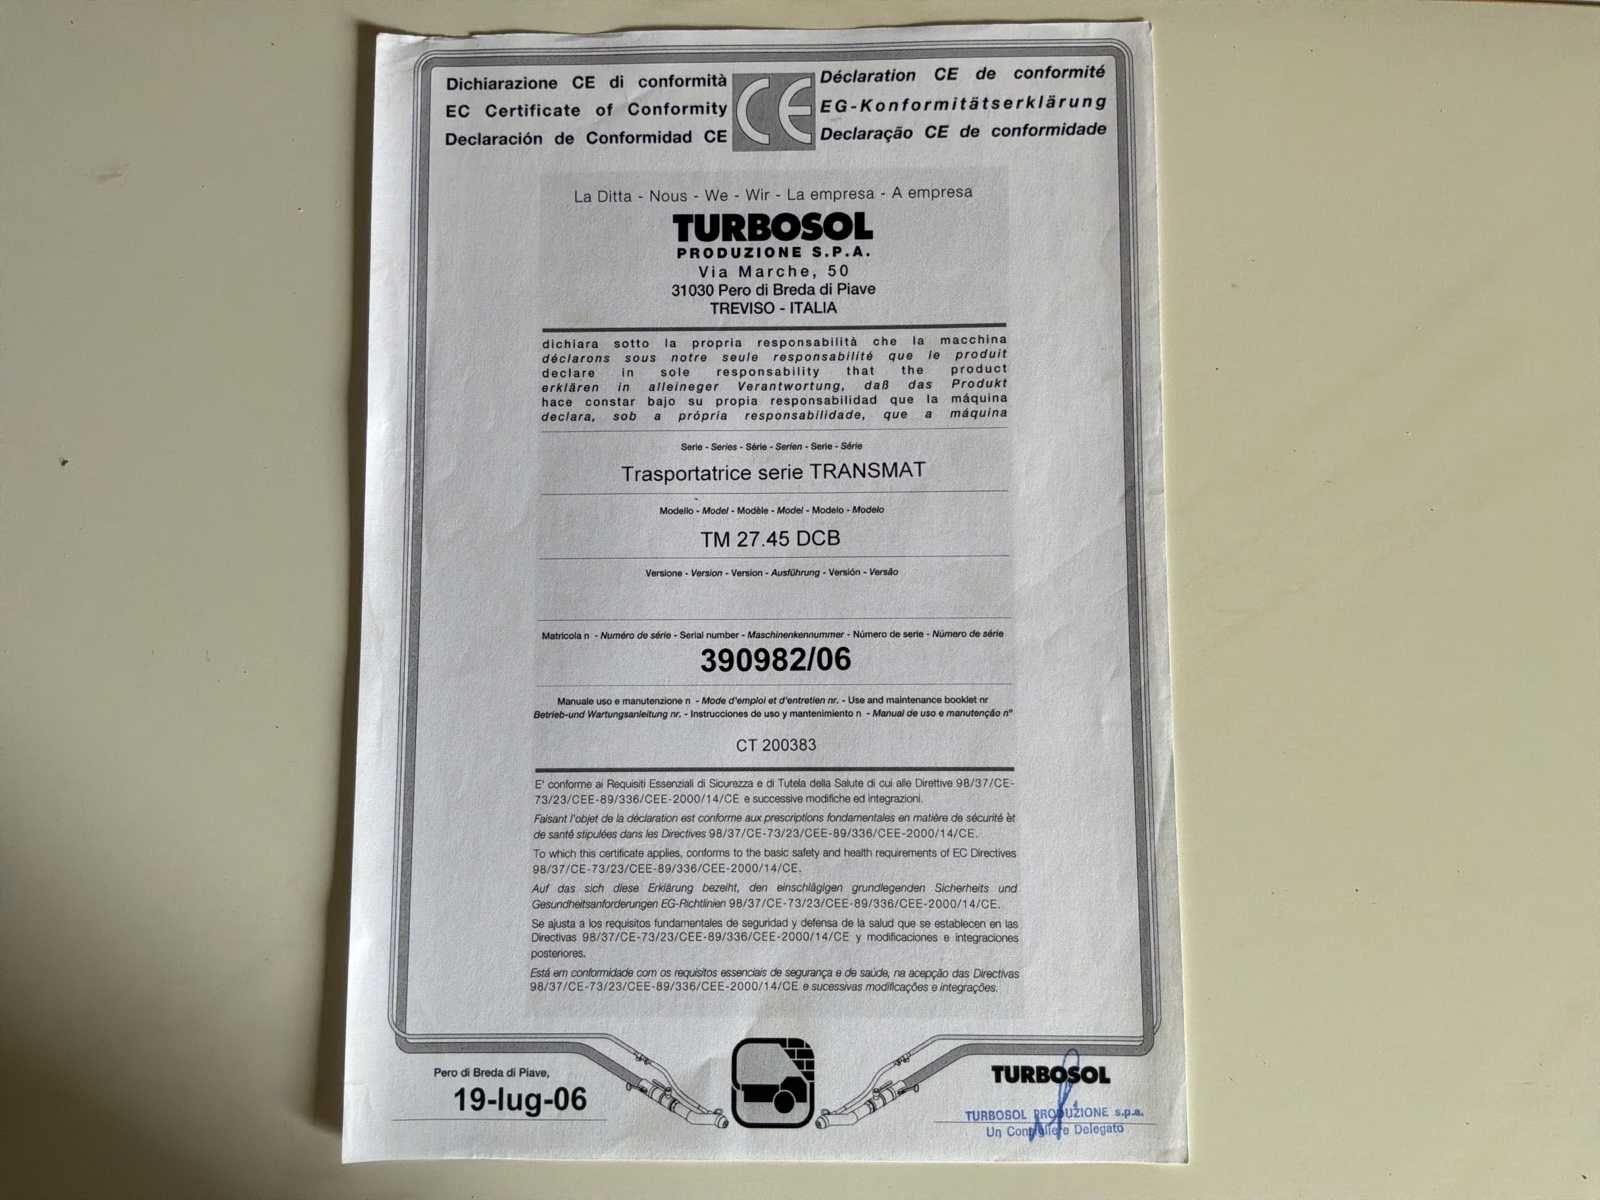 Dichiarazione CE di conformità
EC Certificate of Conformity
Declaración de Conformidad CE
CE
Déclaration CE de conformité
EG-Konformitätserklärung
Declaração CE de conformidade
La Ditta - Nous - We - Wir - La empresa - A empresa
TURBOSOL
PRODUZIONE S.P.A.
Via Marche, 50
31030 Pero di Breda di Piave
TREVISO - ITALIA
dichiara sotto la propria responsabilità che la macchina
déclarons sous notre seule responsabilité que le produit
declare in sole responsability that the product
erklären in alleineger Verantwortung, daß das Produkt
hace constar bajo su propia responsabilidad que la máquina
declara, sob a própria responsabilidade, que a máquina
Serie - Series - Série - Serien - Serie - Série
Trasportatrice serie TRANSMAT
Modello - Model - Modèle - Model - Modelo - Modelo
TM 27.45 DCB
Versione - Version - Version - Ausführung - Versión - Versão
Matricola n - Numéro de série - Serial number - Maschinenkennummer - Número de serie - Número de série
390982/06
Manuale uso e manutenzione n - Mode d'emploi et d'entretien nr. - Use and maintenance booklet nr
Betrieb-und Wartungsanleitung nr. - Instrucciones de uso y mantenimiento n - Manual de uso e manutenção n°
CT 200383
E' conforme ai Requisiti Essenziali di Sicurezza e di Tutela della Salute di cui alle Direttive 98/37/CE-
73/23/CEE-89/336/CEE-2000/14/CE e successive modifiche ed integrazioni.
Faisant l'objet de la déclaration est conforme aux prescriptions fondamentales en matière de sécurité èt
de santé stipulées dans les Directives 98/37/CE-73/23/CEE-89/336/CEE-2000/14/CE.
To which this certificate applies, conforms to the basic safety and health requirements of EC Directives
98/37/CE-73/23/CEE-89/336/CEE-2000/14/CE.
Auf das sich diese Erklärung bezeiht, den einschlägigen grundlegenden Sicherheits und
Gesundheitsanforderungen EG-Richtlinien 98/37/CE-73/23/CEE-89/336/CEE-2000/14/CE.
Se ajusta a los requisitos fundamentales de seguridad y defensa de la salud que se establecen en las
Directivas 98/37/CE-73/23/CEE-89/336/CEE-2000/14/CE y modificaciones e integraciones
posteriores.
Está em conformidade com os requisitos essenciais de segurança e de saúde, na acepção das Directivas
98/37/CE-73/23/CEE-89/336/CEE-2000/14/CE e sucessivas modificações e integrações.
Pero di Breda di Piave,
19-lug-06
TURBOSOL
TURBOSOL PRODUZIONE s.p.a.
Un Consigliere Delegato